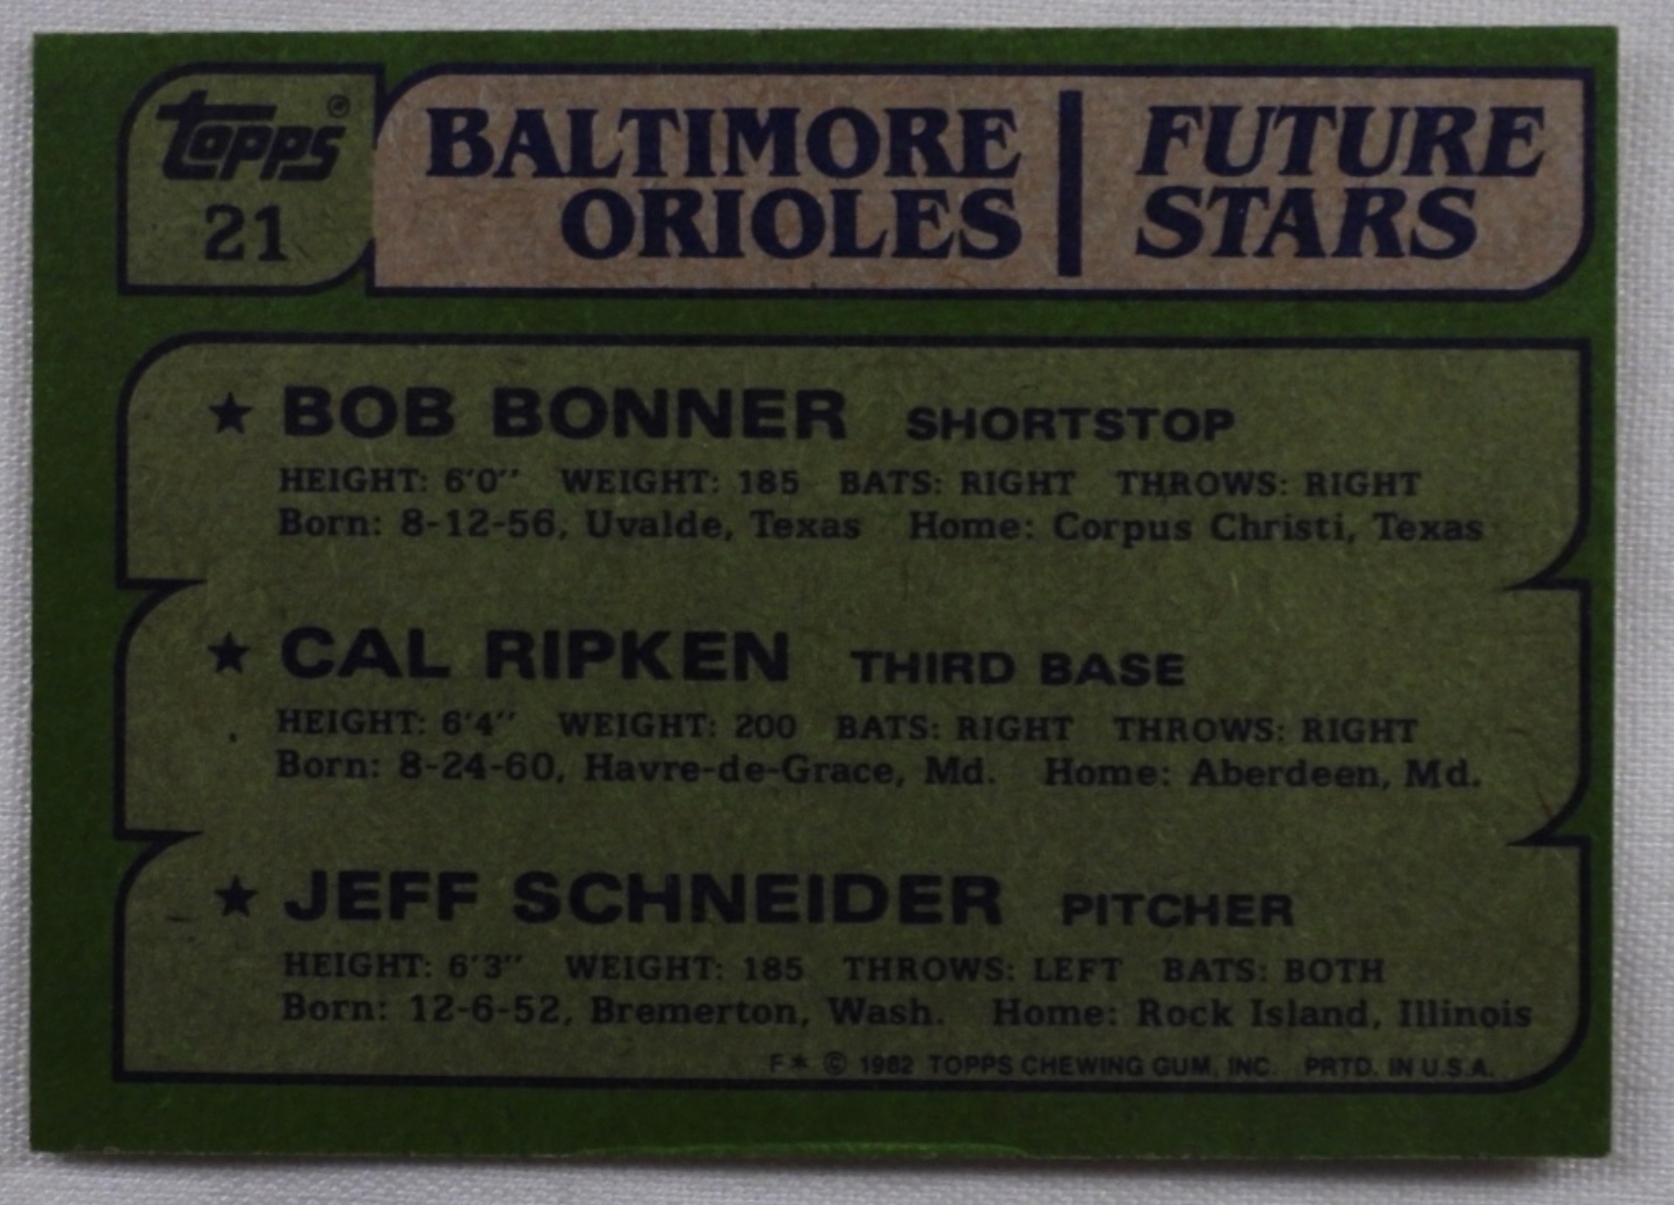 Topps®
21
BALTIMORE
ORIOLES
FUTURE
STARS
★ BOB BONNER SHORTSTOP
HEIGHT: 6'0'' WEIGHT: 185 BATS: RIGHT THROWS: RIGHT
Born: 8-12-56, Uvalde, Texas Home: Corpus Christi, Texas
★ CAL RIPKEN THIRD BASE
HEIGHT: 6'4'' WEIGHT: 200 BATS: RIGHT THROWS: RIGHT
Born: 8-24-60, Havre-de-Grace, Md. Home: Aberdeen, Md.
★ JEFF SCHNEIDER PITCHER
HEIGHT: 6'3'' WEIGHT: 185 THROWS: LEFT BATS: BOTH
Born: 12-6-52, Bremerton, Wash. Home: Rock Island, Illinois
F* © 1982 TOPPS CHEWING GUM, INC. PRTD. IN U.S.A.